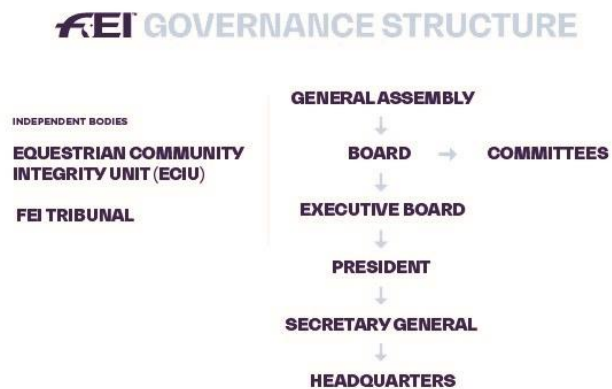 FEI GOVERNANCE STRUCTURE
INDEPENDENT BODIES
EQUESTRIAN COMMUNITY
INTEGRITY UNIT (ECIU)
FEI TRIBUNAL
GENERAL ASSEMBLY
BOARD → COMMITTEES
EXECUTIVE BOARD
PRESIDENT
SECRETARY GENERAL
HEADQUARTERS